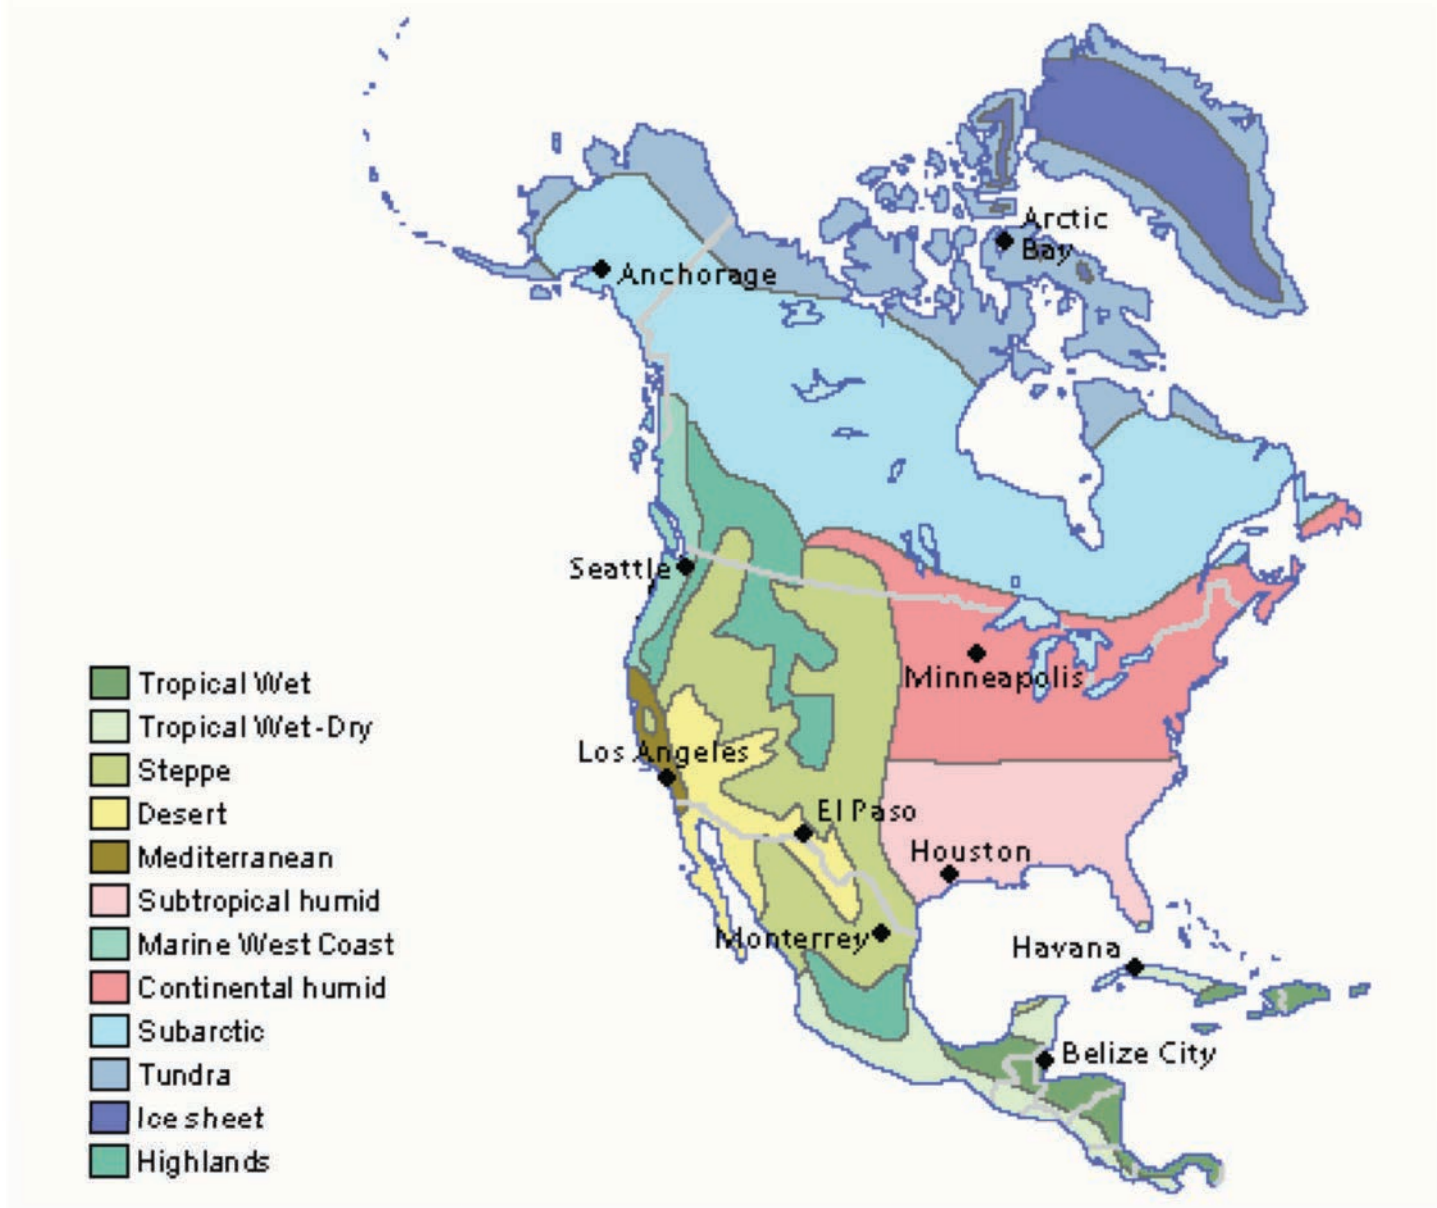 Arctic
Bay
Anchorage
Seattle
Minneapolis
Los Angeles
El Paso
Houston
Monterrey
Havana
Belize City
Tropical Wet
Tropical Wet-Dry
Steppe
Desert
Mediterranean
Subtropical humid
Marine West Coast
Continental humid
Subarctic
Tundra
Ice sheet
Highlands